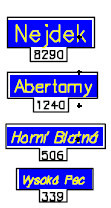 Nejdek
8290
Abertamy
1240
Horní Blatná
506
Vysoká Pec
339